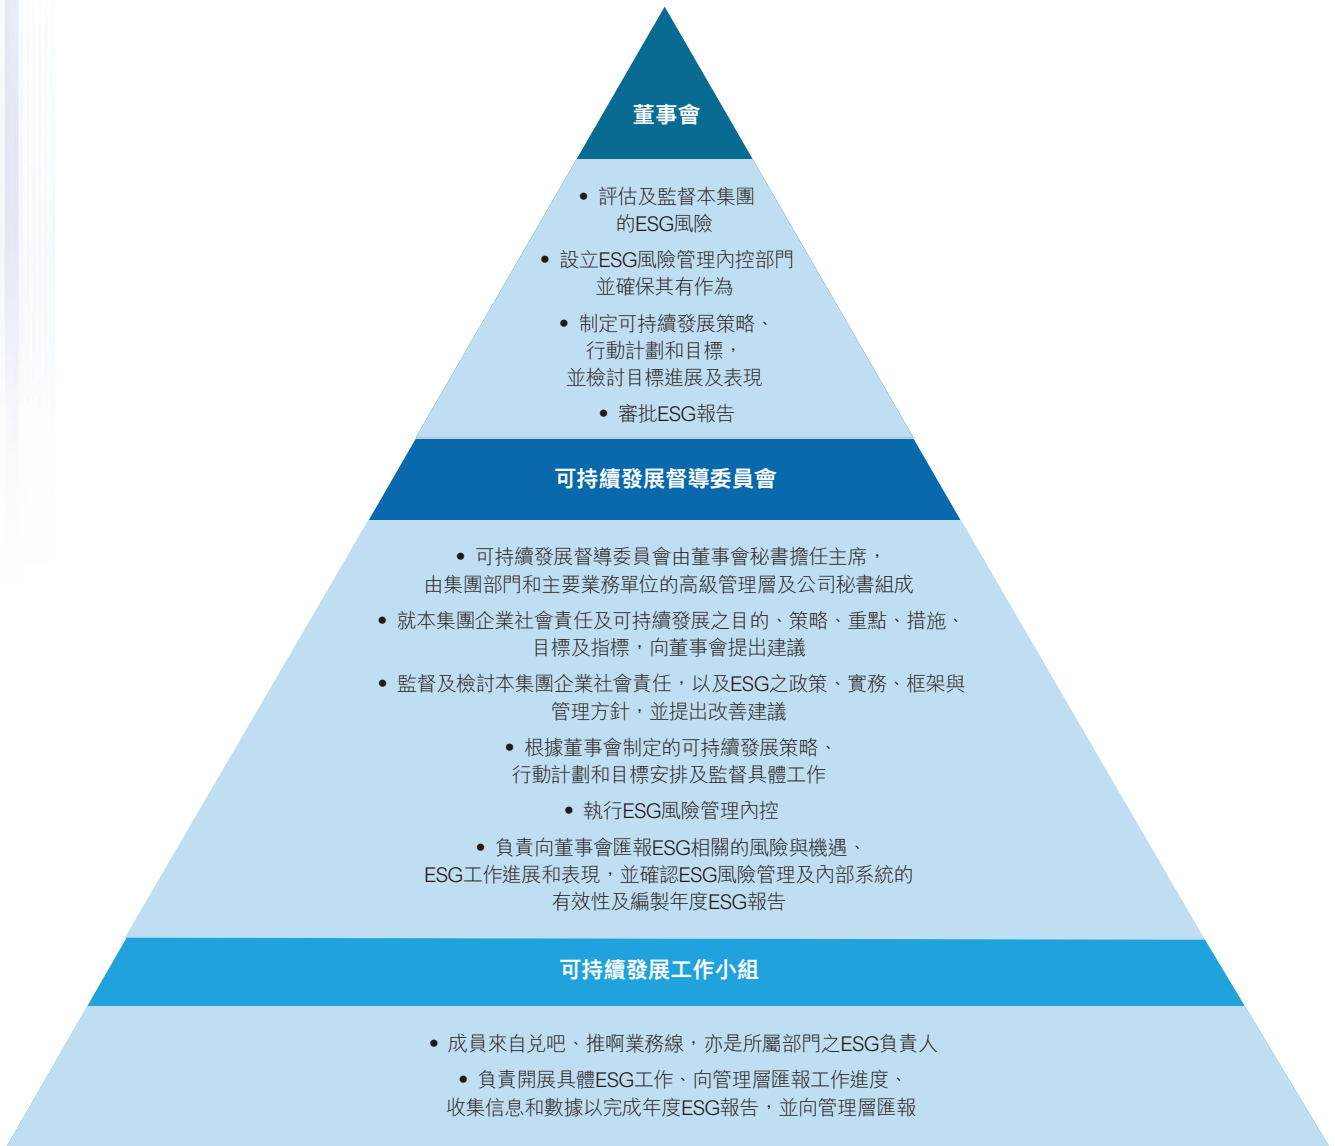 董事會
• 評估及監督本集團
的ESG風險
• 設立ESG風險管理內控部門
並確保其有作為
• 制定可持續發展策略、
行動計劃和目標，
並檢討目標進展及表現
• 審批ESG報告
可持續發展督導委員會
• 可持續發展督導委員會由董事會秘書擔任主席，
由集團部門和主要業務單位的高級管理層及公司秘書組成
• 就本集團企業社會責任及可持續發展之目的、策略、重點、措施、
目標及指標，向董事會提出建議
• 監督及檢討本集團企業社會責任，以及ESG之政策、實務、框架與
管理方針，並提出改善建議
• 根據董事會制定的可持續發展策略、
行動計劃和目標安排及監督具體工作
• 執行ESG風險管理內控
• 負責向董事會匯報ESG相關的風險與機遇、
ESG工作進展和表現，並確認ESG風險管理及內部系統的
有效性及編製年度ESG報告
可持續發展工作小組
• 成員來自兑吧、推啊業務線，亦是所屬部門之ESG負責人
• 負責開展具體ESG工作、向管理層匯報工作進度、
收集信息和數據以完成年度ESG報告，並向管理層匯報